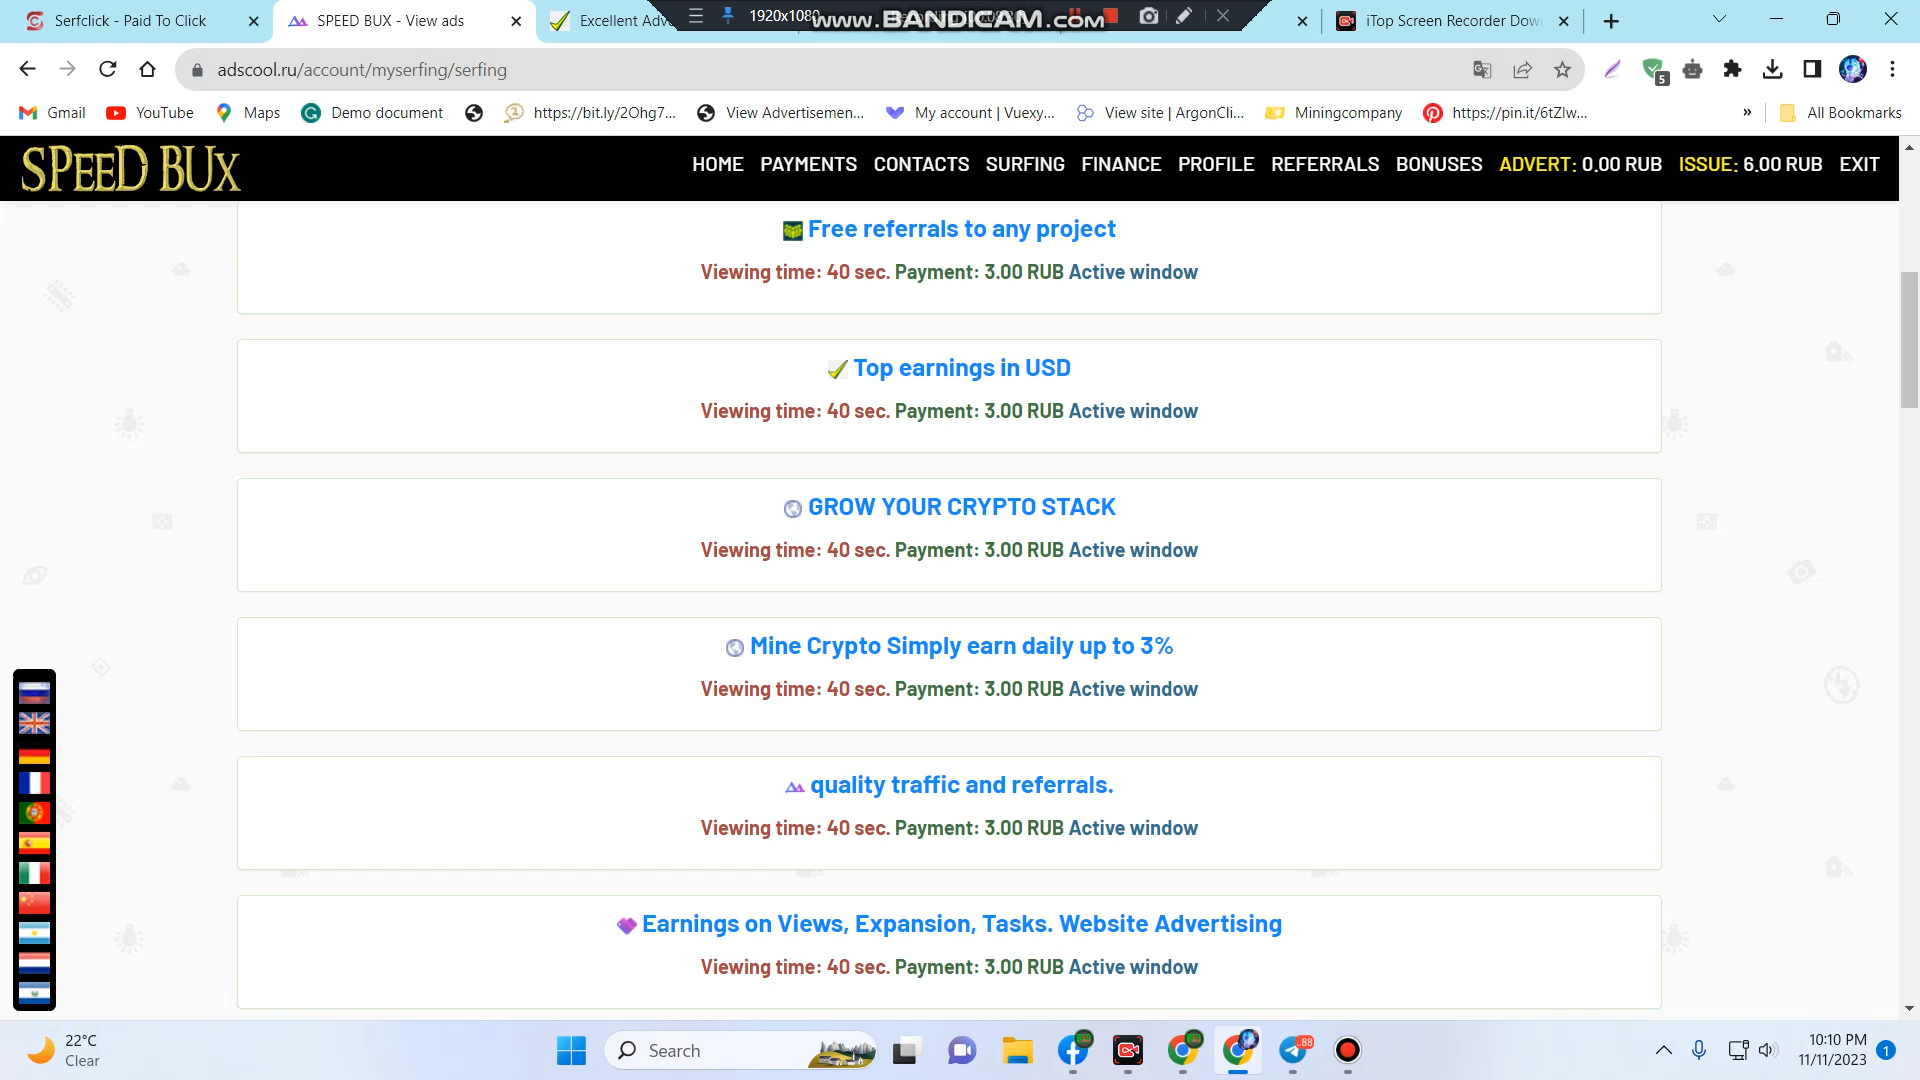 Serfclick - Paid To Click
SPEED BUX - View ads
Excellent Adv
1920x1080
www.BANDICAM.com
iTop Screen Recorder Dow
adscool.ru/account/myserfing/serfing
5
Gmail
YouTube
Maps
Demo document
https://bit.ly/2Ohg7...
View Advertisemen...
My account | Vuexy...
View site | ArgonCli...
Miningcompany
https://pin.it/6tZlw...
»
All Bookmarks
SPEED BUX
HOME PAYMENTS CONTACTS SURFING FINANCE PROFILE REFERRALS BONUSES ADVERT: 0.00 RUB ISSUE: 6.00 RUB EXIT
Free referrals to any project
Viewing time: 40 sec. Payment: 3.00 RUB Active window
Top earnings in USD
Viewing time: 40 sec. Payment: 3.00 RUB Active window
GROW YOUR CRYPTO STACK
Viewing time: 40 sec. Payment: 3.00 RUB Active window
Mine Crypto Simply earn daily up to 3%
Viewing time: 40 sec. Payment: 3.00 RUB Active window
quality traffic and referrals.
Viewing time: 40 sec. Payment: 3.00 RUB Active window
Earnings on Views, Expansion, Tasks. Website Advertising
Viewing time: 40 sec. Payment: 3.00 RUB Active window
22°C
Clear
Search
88
10:10 PM
11/11/2023
1